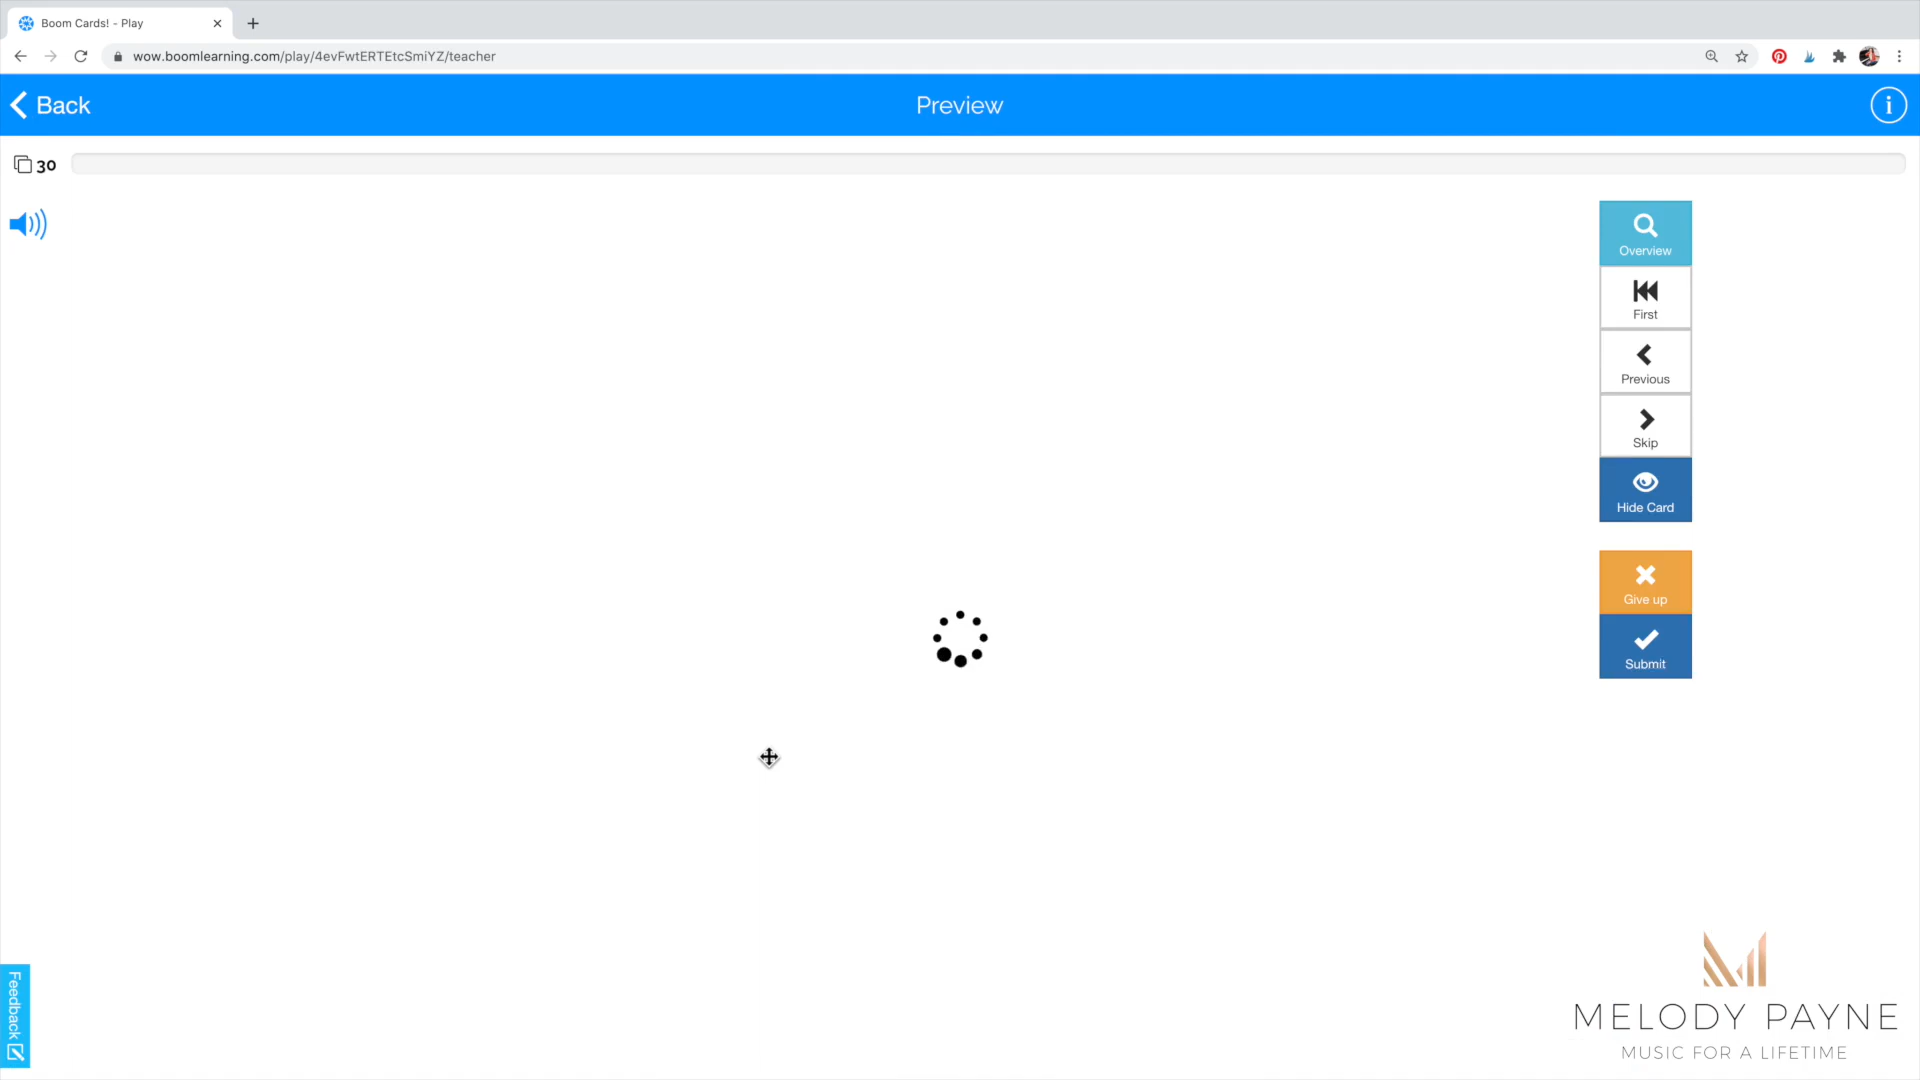 Boom Cards! - Play
wow.boomlearning.com/play/4evFwtERTEtcSmiYZ/teacher
Back
Preview
30
Overview
First
Previous
Skip
Hide Card
Give up
Submit
Feedback
MELODY PAYNE
MUSIC FOR A LIFETIME